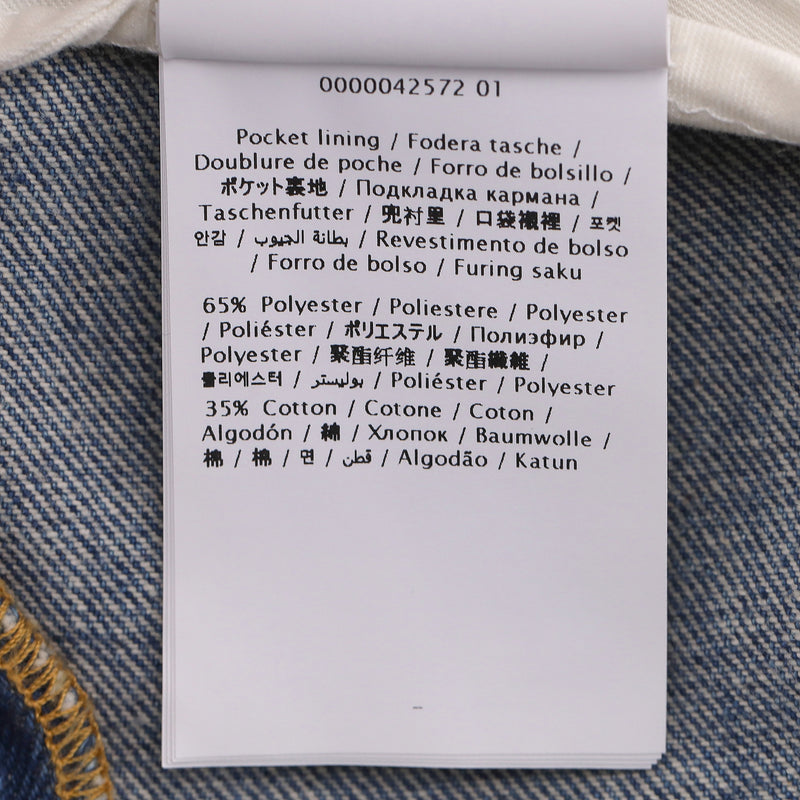 0000042572 01
Pocket lining / Fodera tasche /
Doublure de poche / Forro de bolsillo /
ポケット裏地 / Подкладка кармана /
Taschenfutter / 兜衬里 / 口袋襯裡 / 포켓
안감 / بطانة الجيوب / Revestimento de bolso
/ Forro de bolso / Furing saku
65% Polyester / Poliestere / Polyester
/ Poliéster / ポリエステル / Полиэфир /
Polyester / 聚酯纤维 / 聚酯纖維 /
폴리에스터 / بوليستر / Poliéster / Polyester
35% Cotton / Cotone / Coton /
Algodón / 綿 / Хлопок / Baumwolle /
棉 / 棉 / 면 / قطن / Algodão / Katun